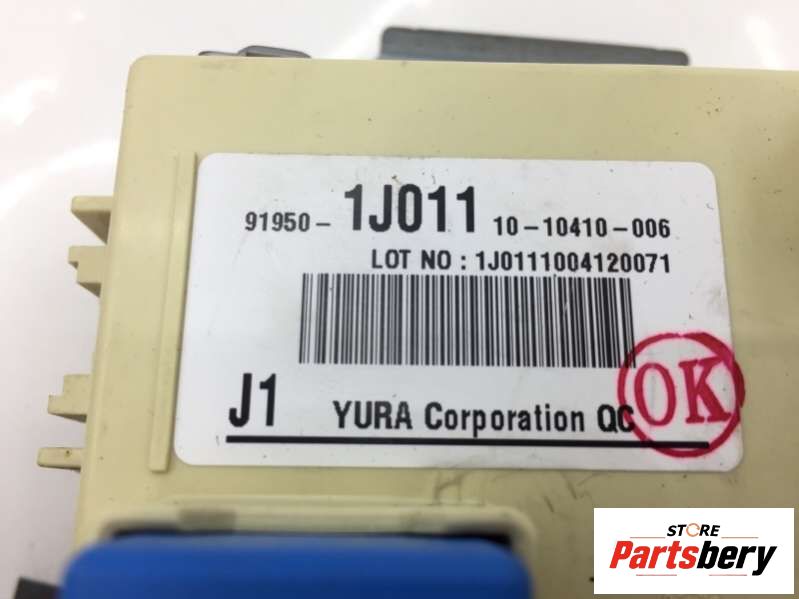 91950- 1J011 10-10410-006
LOT NO : 1J0111004120071
J1 YURA Corporation QC
OK
STORE
Partsbery